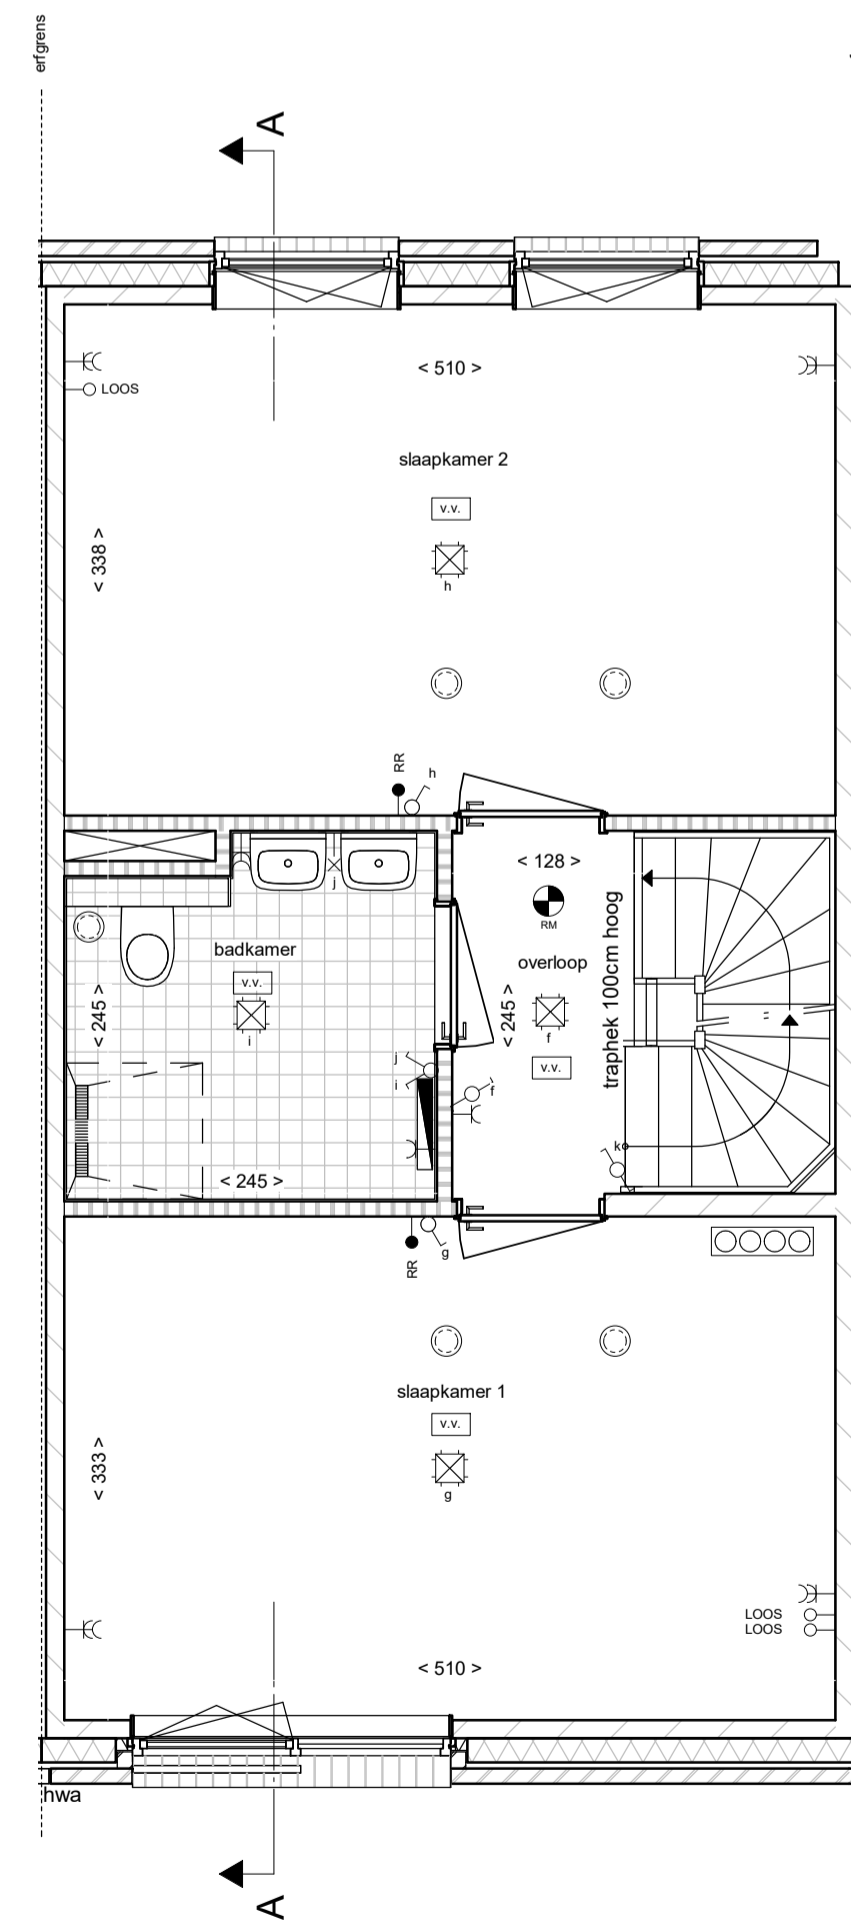 erfgrens
A
< 510 >
LOOS
slaapkamer 2
v.v.
< 338 >
h
RR
h
< 128 >
j
RM
badkamer
overloop
traphek 100cm hoog
v.v.
< 245 >
i
< 245 >
f
v.v.
j
i
f
k
< 245 >
g
RR
slaapkamer 1
v.v.
< 333 >
g
LOOS
LOOS
< 510 >
hwa
A